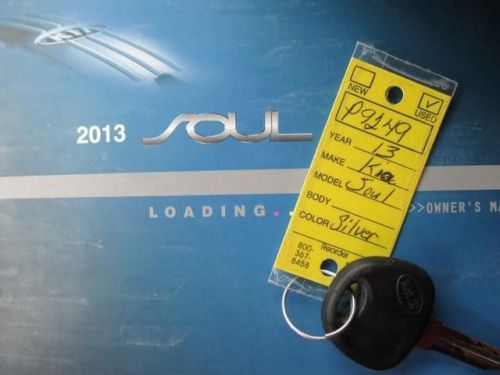 KIA
2013 SOUL
LOADING...
>>OWNER'S MA
NEW
USED
P9249
YEAR 13
MAKE Kia
MODEL Soul
BODY
COLOR Silver
Reorder
800-
367-
8458